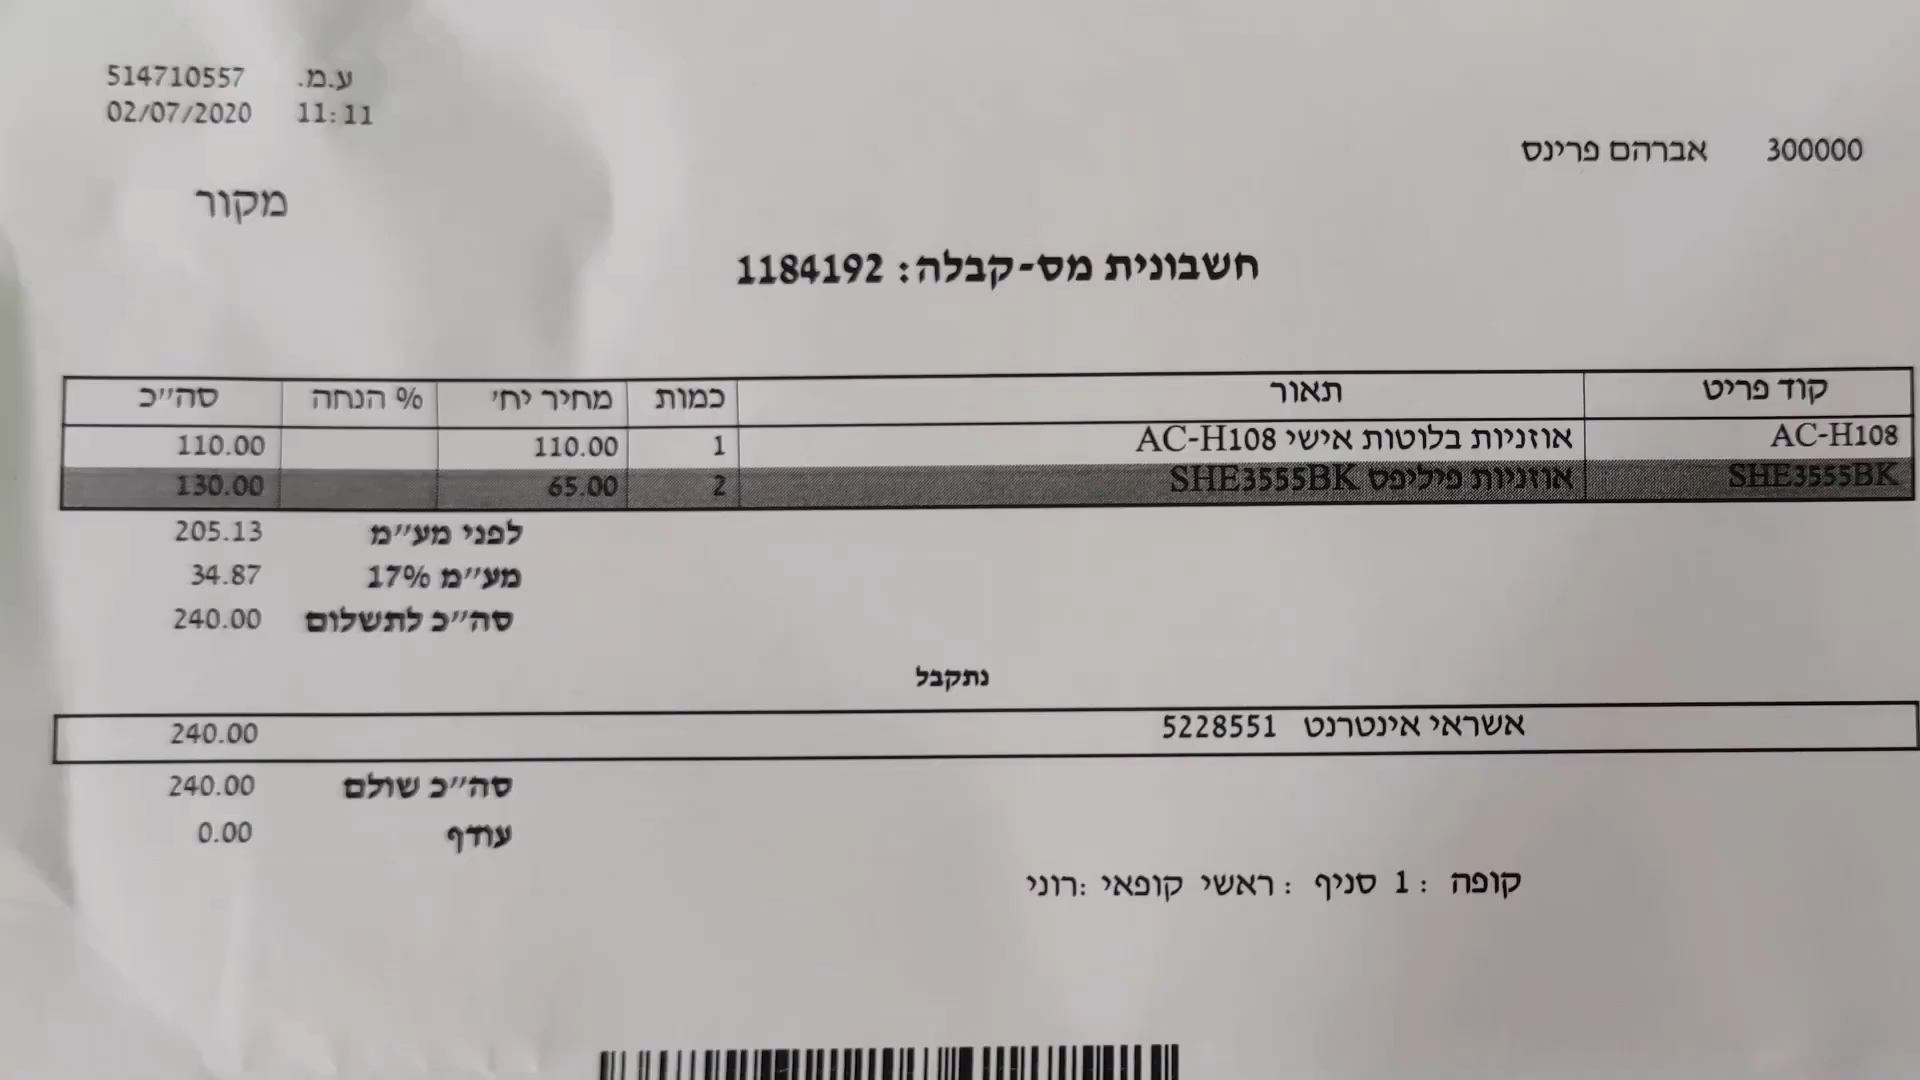 ע.מ. 514710557
11:11 02/07/2020
300000 אברהם פרינס
מקור
חשבונית מס-קבלה: 1184192
קוד פריט תאור כמות מחיר יח' % הנחה סה"כ
AC-H108 אוזניות בלוטות אישי AC-H108 1 110.00 110.00
SHE3555BK אוזניות פיליפס SHE3555BK 2 65.00 130.00
לפני מע"מ 205.13
מע"מ 17% 34.87
סה"כ לתשלום 240.00
נתקבל
אשראי אינטרנט 5228551 240.00
סה"כ שולם 240.00
עודף 0.00
קופה : 1 סניף : ראשי קופאי :רוני